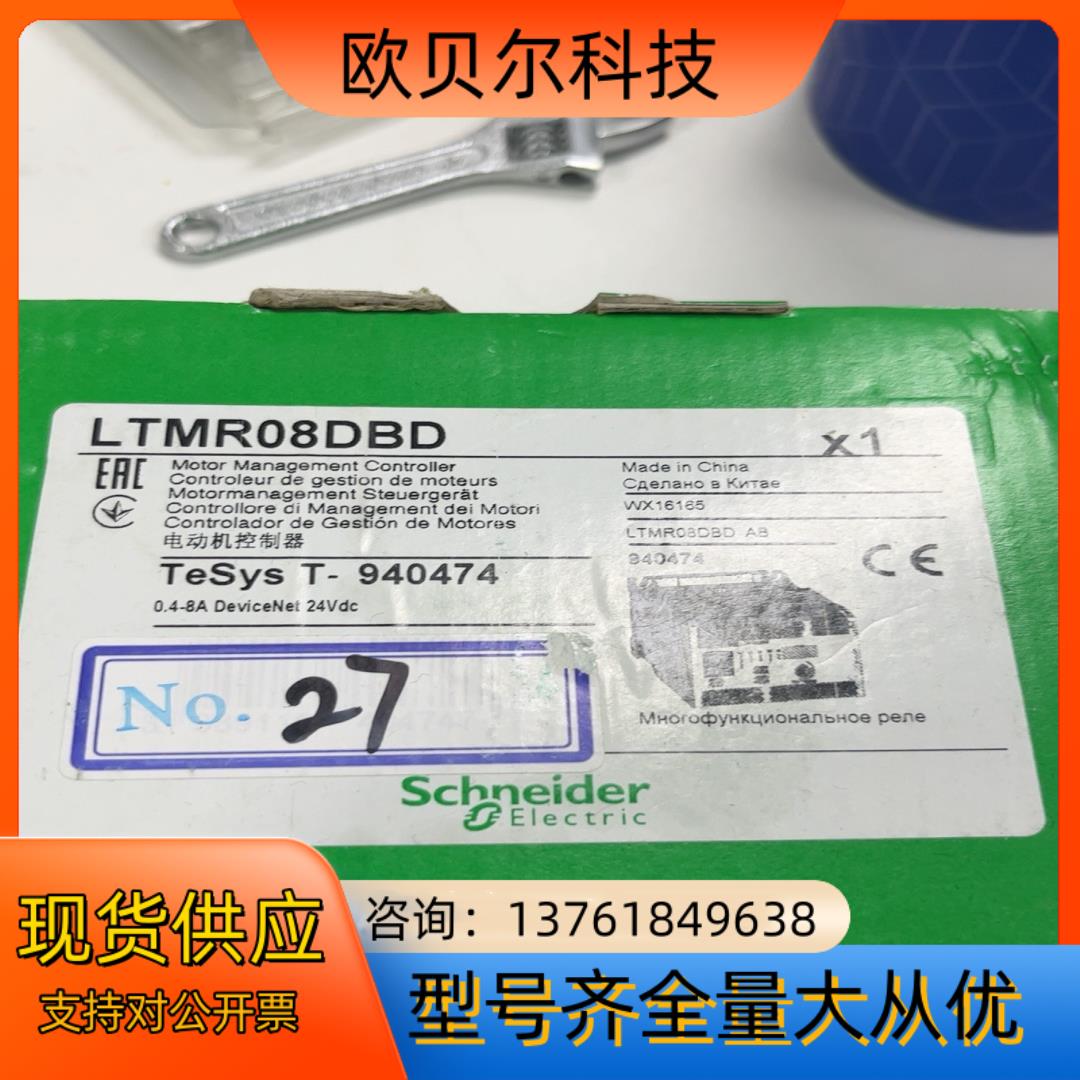 欧贝尔科技
LTMR08DBD
x1
EAC
Motor Management Controller
Controleur de gestion de moteurs
Motormanagement Steuergerät
Controllore di Management dei Motori
Controlador de Gestión de Motores
电动机控制器
TeSys T- 940474
0.4-8A DeviceNet 24Vdc
Made in China
Сделано в Китае
WX16165
LTMR08DBD AB
940474
CE
Многофункциональное реле
No. 27
Schneider
Electric
现货供应
支持对公开票
咨询：13761849638
型号齐全量大从优